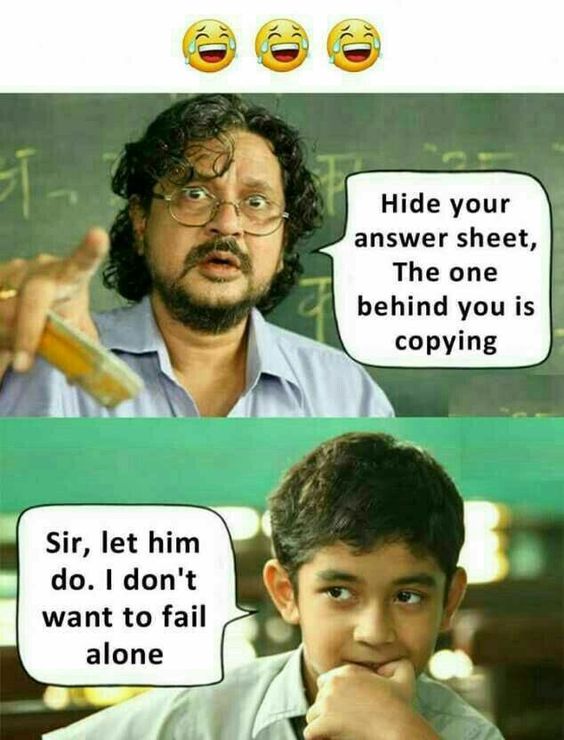 Hide your
answer sheet,
The one
behind you is
copying
Sir, let him
do. I don't
want to fail
alone